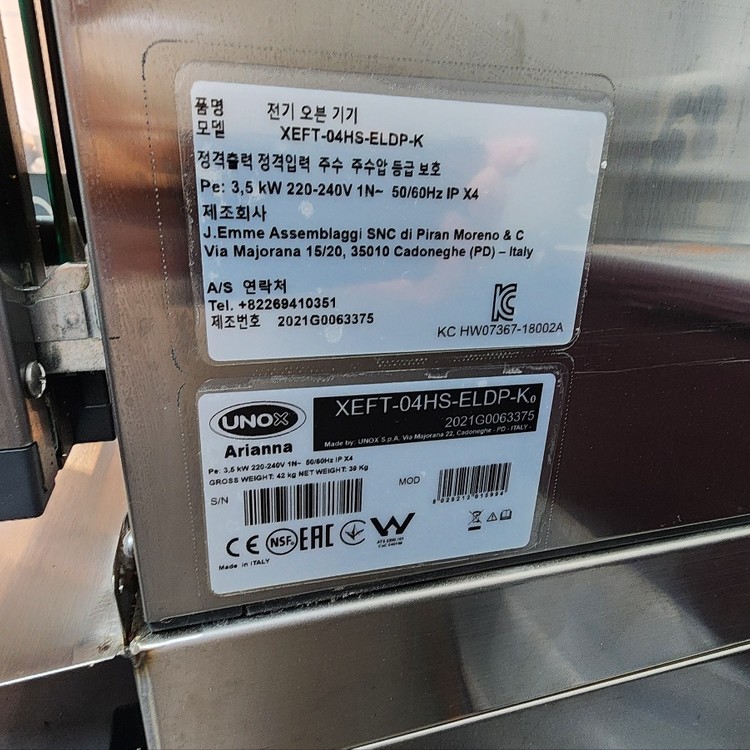 품명 전기 오븐 기기
모델 XEFT-04HS-ELDP-K
정격출력 정격입력 주수 주수압 등급 보호
Pe: 3,5 kW 220-240V 1N~ 50/60Hz IP X4
제조회사
J.Emme Assemblaggi SNC di Piran Moreno & C
Via Majorana 15/20, 35010 Cadoneghe (PD) – Italy
A/S 연락처
Tel. +82269410351
제조번호 2021G0063375
KC HW07367-18002A
UNOX
Arianna
XEFT-04HS-ELDP-K₀
2021G0063375
Made by: UNOX S.p.A. Via Majorana 22, Cadoneghe - PD - ITALY -
Pe: 3,5 kW 220-240V 1N~ 50/60Hz IP X4
GROSS WEIGHT: 42 kg NET WEIGHT: 39 Kg
S/N
MOD
CE NSF EAC
Made in ITALY